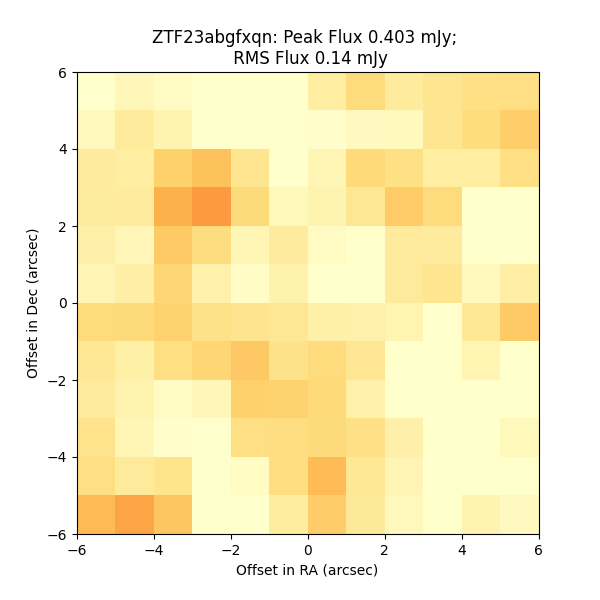 ZTF23abgfxqn: Peak Flux 0.403 mJy;
RMS Flux 0.14 mJy
6
4
2
0
−2
−4
−6
Offset in Dec (arcsec)
−6 −4 −2 0 2 4 6
Offset in RA (arcsec)